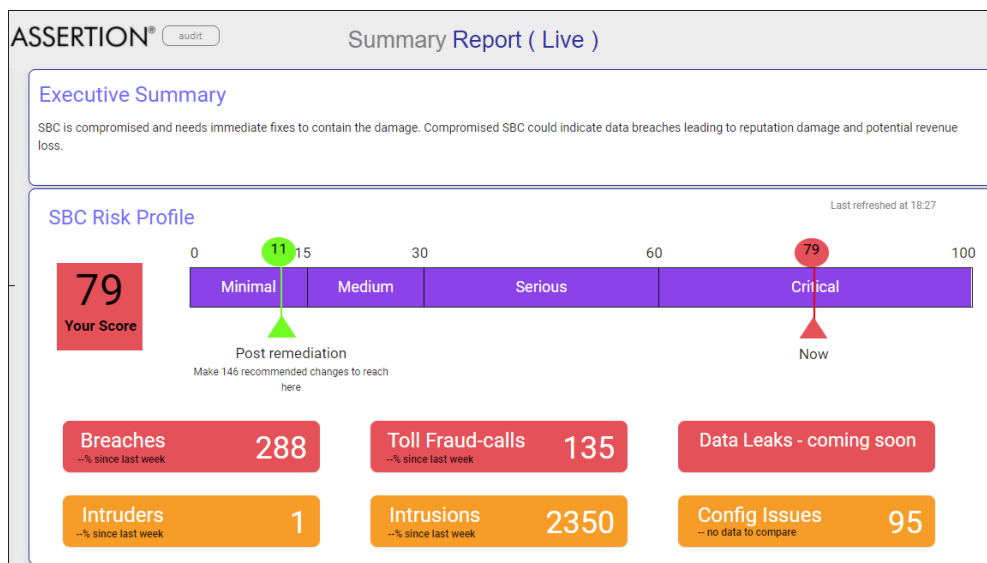 ASSERTION® audit
Summary Report ( Live )
Executive Summary
SBC is compromised and needs immediate fixes to contain the damage. Compromised SBC could indicate data breaches leading to reputation damage and potential revenue
loss.
SBC Risk Profile
Last refreshed at 18:27
0 11 15 30 60 79 100
79
Your Score
Minimal Medium Serious Critical
Post remediation
Make 146 recommended changes to reach
here
Now
Breaches 288
--% since last week
Toll Fraud-calls 135
--% since last week
Data Leaks - coming soon
Intruders 1
--% since last week
Intrusions 2350
--% since last week
Config Issues 95
-- no data to compare